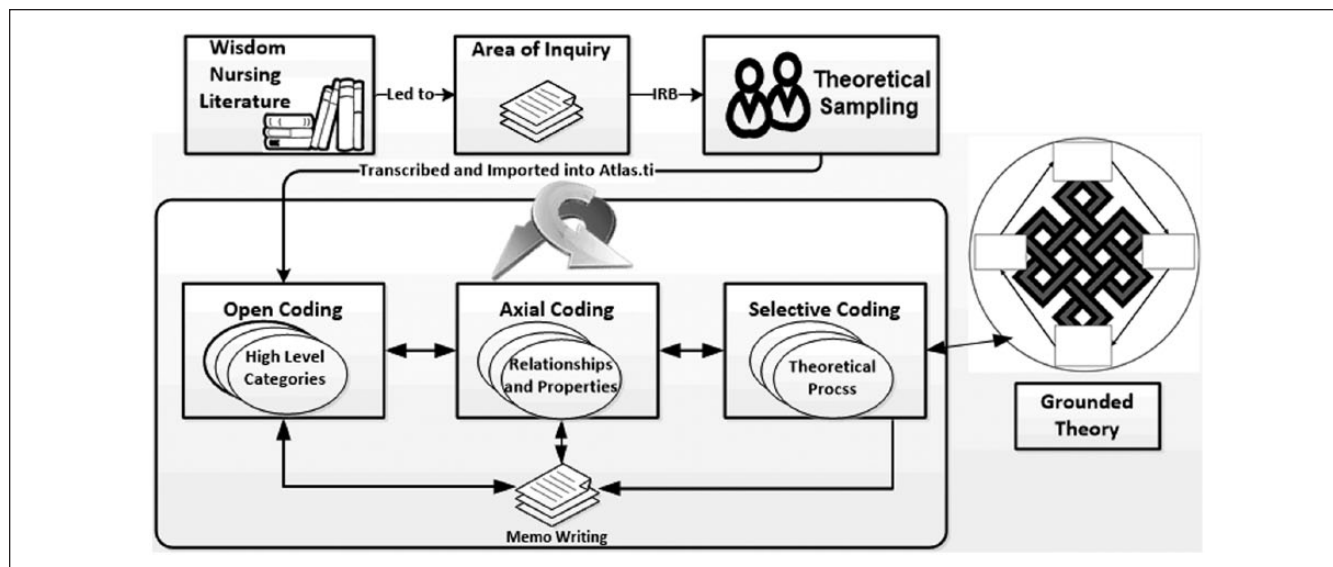 Wisdom
Nursing
Literature
Led to
Area of Inquiry
IRB
Theoretical
Sampling
Transcribed and Imported into Atlas.ti
Open Coding
High Level
Categories
Axial Coding
Relationships
and Properties
Selective Coding
Theoretical
Procss
Memo Writing
Grounded
Theory